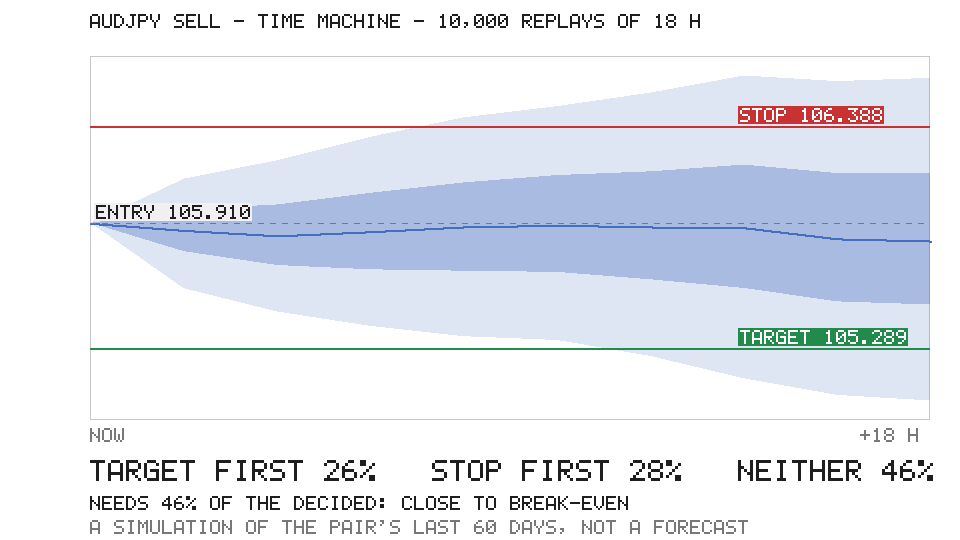 AUDJPY SELL - TIME MACHINE - 10,000 REPLAYS OF 18 H
STOP 106.388
ENTRY 105.910
TARGET 105.289
NOW +18 H
TARGET FIRST 26% STOP FIRST 28% NEITHER 46%
NEEDS 46% OF THE DECIDED: CLOSE TO BREAK-EVEN
A SIMULATION OF THE PAIR'S LAST 60 DAYS, NOT A FORECAST